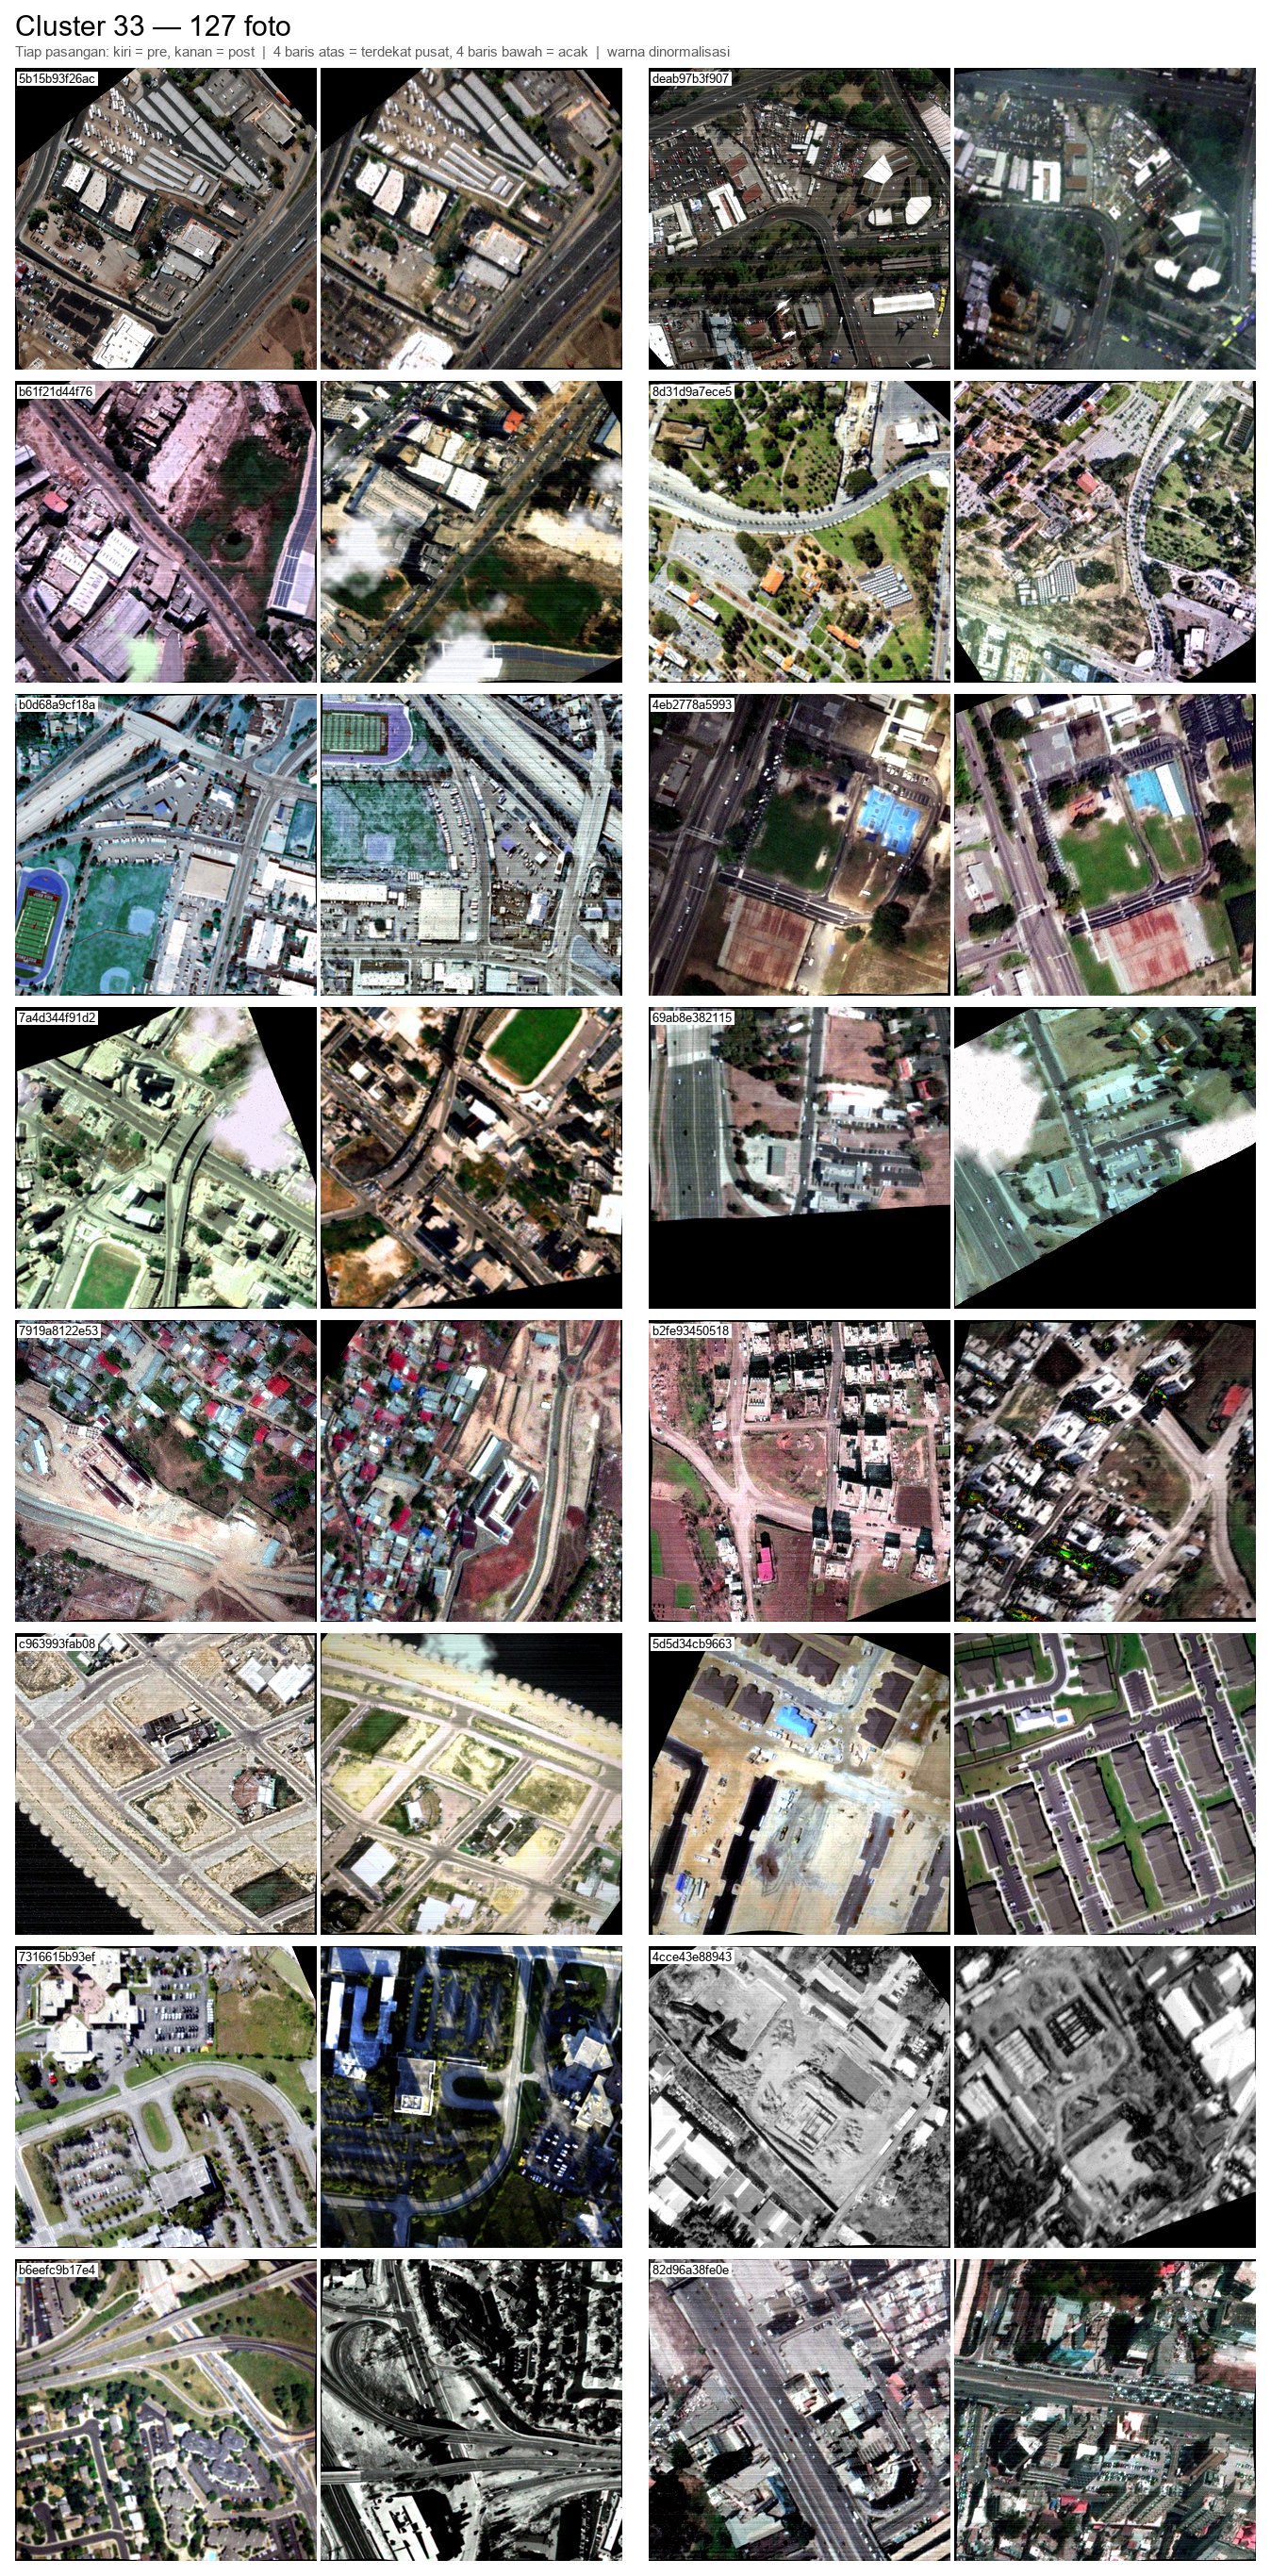 Cluster 33 — 127 foto
Tiap pasangan: kiri = pre, kanan = post | 4 baris atas = terdekat pusat, 4 baris bawah = acak | warna dinormalisasi
5b15b93f26ac
deab97b3f907
b61f21d44f76
8d31d9a7ece5
b0d68a9cf18a
4eb2778a5993
7a4d344f91d2
69ab8e382115
7919a8122e53
b2fe93450518
c963993fab08
5d5d34cb9663
7316615b93ef
4cce43e88943
b6eefc9b17e4
82d96a38fe0e